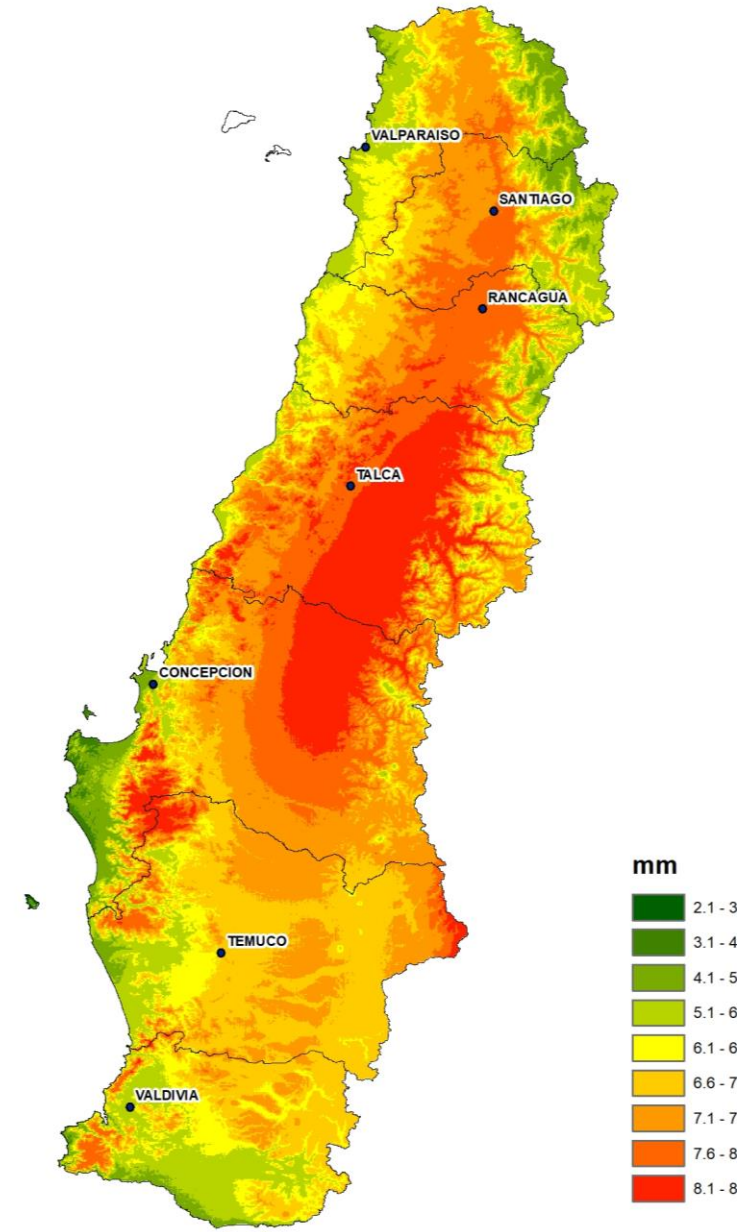 VALPARAISO
SANTIAGO
RANCAGUA
TALCA
CONCEPCION
mm
2.1 - 3
3.1 - 4
4.1 - 5
5.1 - 6
6.1 - 6
6.6 - 7
7.1 - 7
7.6 - 8
8.1 - 8
TEMUCO
VALDIVIA